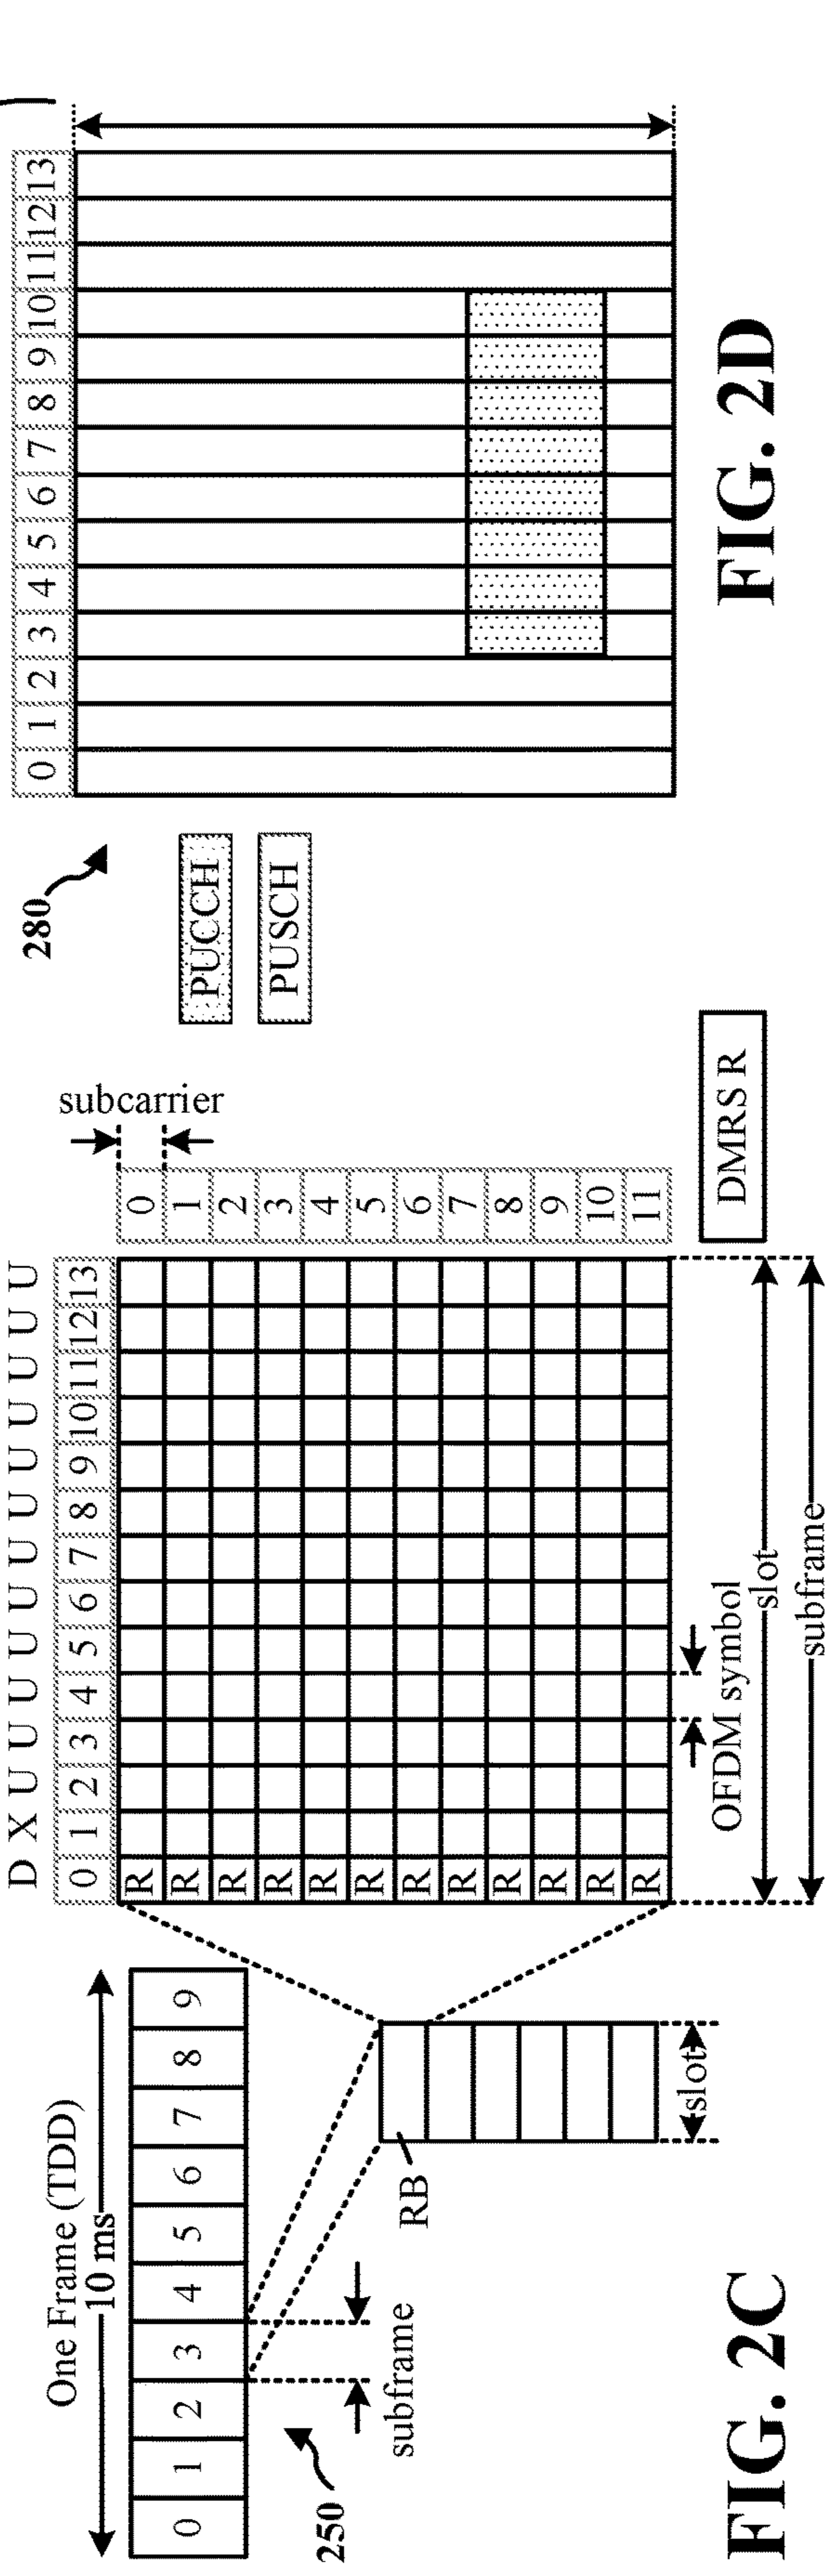 One Frame (TDD)
10 ms
0 1 2 3 4 5 6 7 8 9
250
subframe
RB
slot
FIG. 2C
D X U U U U U U U U U U U U
0 1 2 3 4 5 6 7 8 9 10 11 12 13
subcarrier
R 0
R 1
R 2
R 3
R 4
R 5
R 6
R 7
R 8
R 9
R 10
R 11
OFDM symbol
slot
subframe
DMRS R
280
PUCCH
PUSCH
0 1 2 3 4 5 6 7 8 9 10 11 12 13
FIG. 2D